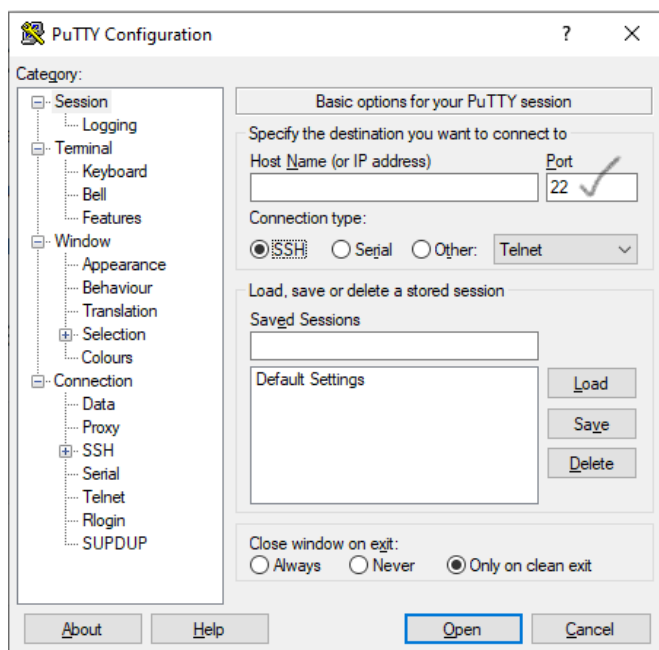 PuTTY Configuration
?
Category:
Session
Logging
Terminal
Keyboard
Bell
Features
Window
Appearance
Behaviour
Translation
Selection
Colours
Connection
Data
Proxy
SSH
Serial
Telnet
Rlogin
SUPDUP
Basic options for your PuTTY session
Specify the destination you want to connect to
Host Name (or IP address) Port
22
Connection type:
SSH Serial Other: Telnet
Load, save or delete a stored session
Saved Sessions
Default Settings
Load
Save
Delete
Close window on exit:
Always Never Only on clean exit
About Help Open Cancel